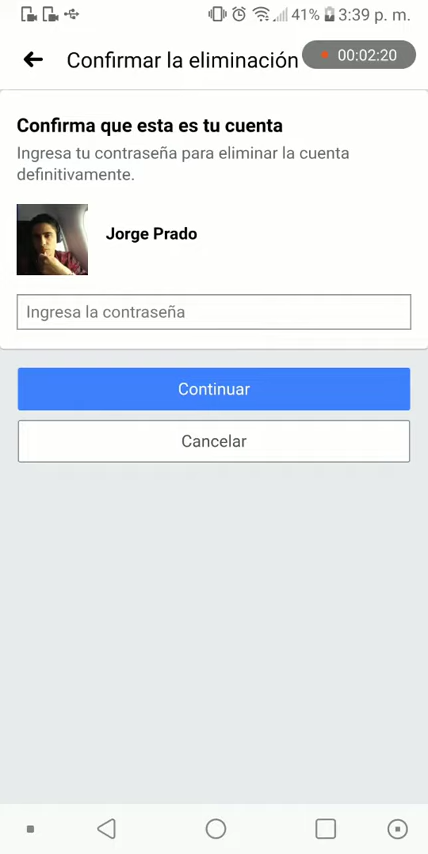 41% 3:39 p. m.
Confirmar la eliminación 00:02:20
Confirma que esta es tu cuenta
Ingresa tu contraseña para eliminar la cuenta
definitivamente.
Jorge Prado
Ingresa la contraseña
Continuar
Cancelar